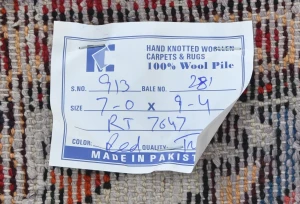 HAND KNOTTED WOOLLEN
CARPETS & RUGS
100% Wool Pile
S.NO. 913 BALE NO. 281
SIZE 7-0 x 9-4
RT 7647
COLOR: Red QUALITY:
MADE IN PAKIST